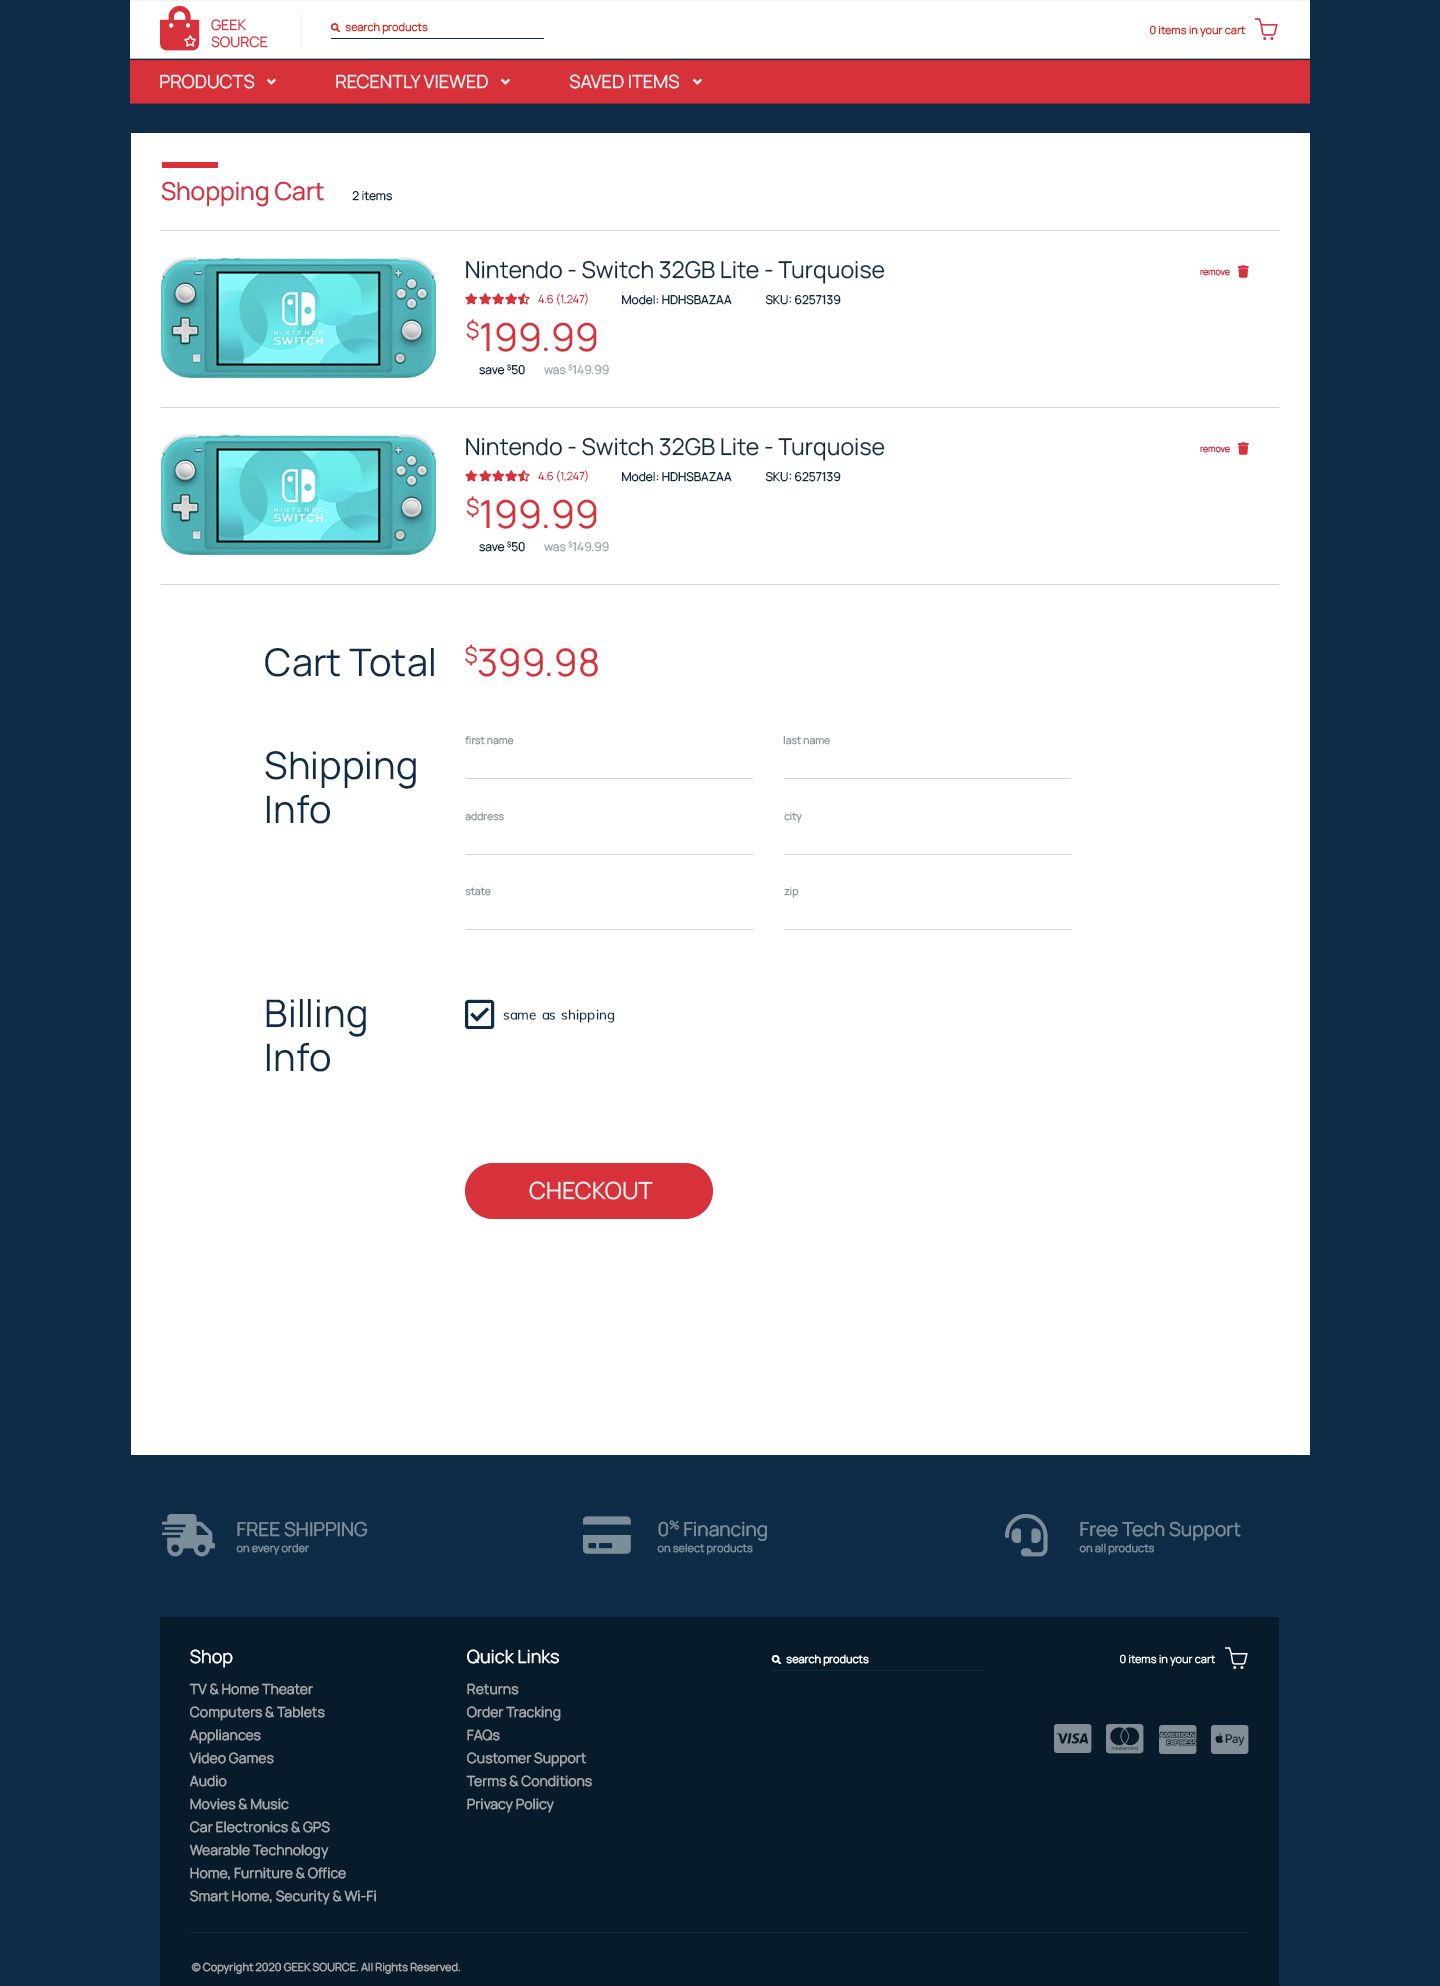 GEEK
SOURCE
search products
0 items in your cart
PRODUCTS
RECENTLY VIEWED
SAVED ITEMS
Shopping Cart
2 items
Nintendo - Switch 32GB Lite - Turquoise
remove
4.6 (1,247)
Model: HDHSBAZAA
SKU: 6257139
$199.99
save $50
was $149.99
NINTENDO
SWITCH
Nintendo - Switch 32GB Lite - Turquoise
remove
4.6 (1,247)
Model: HDHSBAZAA
SKU: 6257139
$199.99
save $50
was $149.99
NINTENDO
SWITCH
Cart Total
$399.98
Shipping
Info
first name
last name
address
city
state
zip
Billing
Info
same as shipping
CHECKOUT
FREE SHIPPING
on every order
0% Financing
on select products
Free Tech Support
on all products
Shop
TV & Home Theater
Computers & Tablets
Appliances
Video Games
Audio
Movies & Music
Car Electronics & GPS
Wearable Technology
Home, Furniture & Office
Smart Home, Security & Wi-Fi
Quick Links
Returns
Order Tracking
FAQs
Customer Support
Terms & Conditions
Privacy Policy
search products
0 items in your cart
VISA
mastercard
AMERICAN
EXPRESS
Pay
© Copyright 2020 GEEK SOURCE. All Rights Reserved.